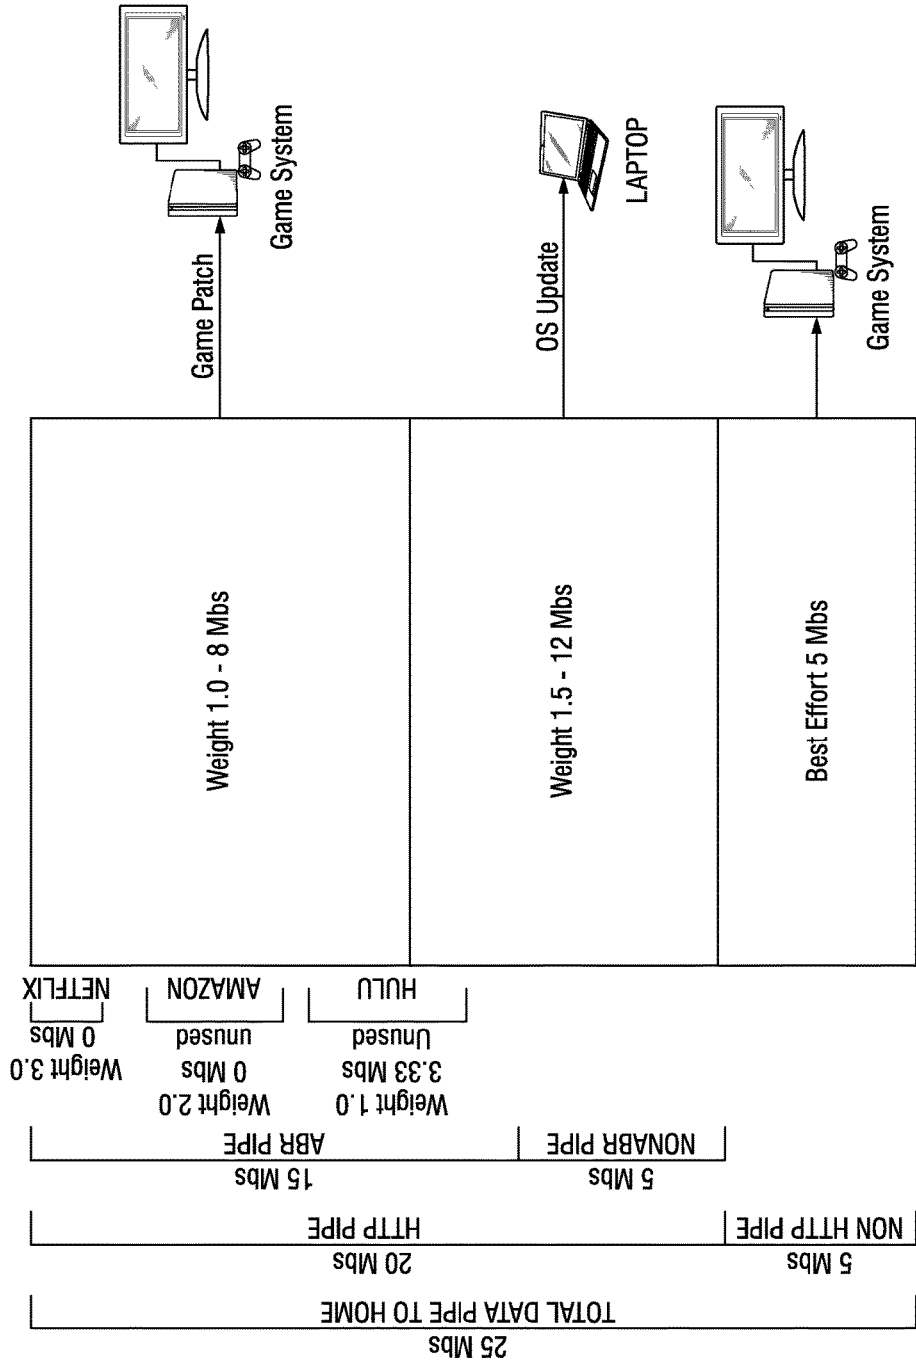 Game System
Game Patch
OS Update
LAPTOP
Game System
Weight 1.0 - 8 Mbs
Weight 1.5 - 12 Mbs
Best Effort 5 Mbs
NETFLIX
0 Mbs
Weight 3.0
AMAZON
unused
0 Mbs
Weight 2.0
HULU
Unused
3.33 Mbs
Weight 1.0
ABR PIPE
15 Mbs
NONABR PIPE
5 Mbs
HTTP PIPE
20 Mbs
NON HTTP PIPE
5 Mbs
TOTAL DATA PIPE TO HOME
25 Mbs